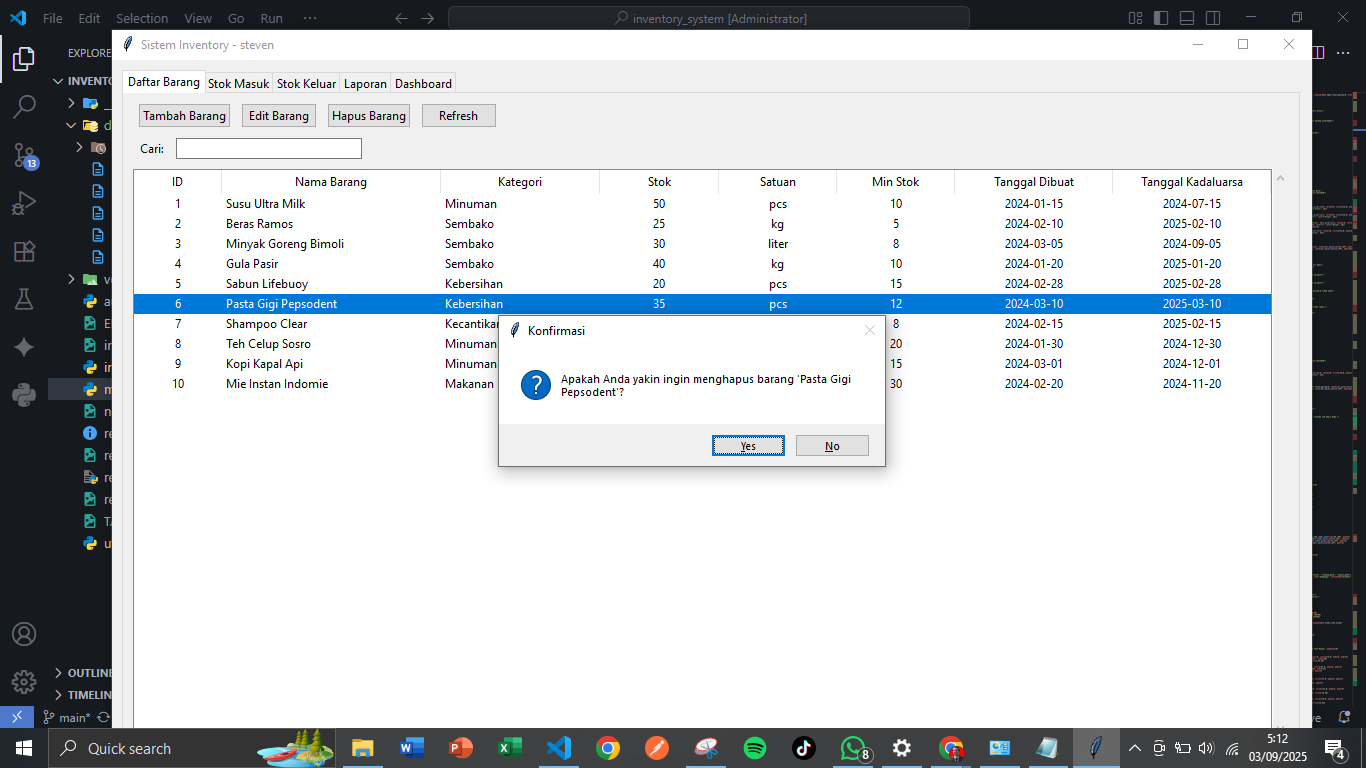 File Edit Selection View Go Run ... inventory_system [Administrator]
EXPLORE
Sistem Inventory - steven
INVENTO
Daftar Barang Stok Masuk Stok Keluar Laporan Dashboard
Tambah Barang Edit Barang Hapus Barang Refresh
Cari:
ID Nama Barang Kategori Stok Satuan Min Stok Tanggal Dibuat Tanggal Kadaluarsa
1 Susu Ultra Milk Minuman 50 pcs 10 2024-01-15 2024-07-15
2 Beras Ramos Sembako 25 kg 5 2024-02-10 2025-02-10
3 Minyak Goreng Bimoli Sembako 30 liter 8 2024-03-05 2024-09-05
4 Gula Pasir Sembako 40 kg 10 2024-01-20 2025-01-20
5 Sabun Lifebuoy Kebersihan 20 pcs 15 2024-02-28 2025-02-28
6 Pasta Gigi Pepsodent Kebersihan 35 pcs 12 2024-03-10 2025-03-10
7 Shampoo Clear Kecantikan 8 2024-02-15 2025-02-15
8 Teh Celup Sosro Minuman 20 2024-01-30 2024-12-30
9 Kopi Kapal Api Minuman 15 2024-03-01 2024-12-01
10 Mie Instan Indomie Makanan 30 2024-02-20 2024-11-20
Konfirmasi
Apakah Anda yakin ingin menghapus barang 'Pasta Gigi
Pepsodent'?
Yes No
13
OUTLINE
TIMELIN
main*
Quick search
8
5:12
03/09/2025
4